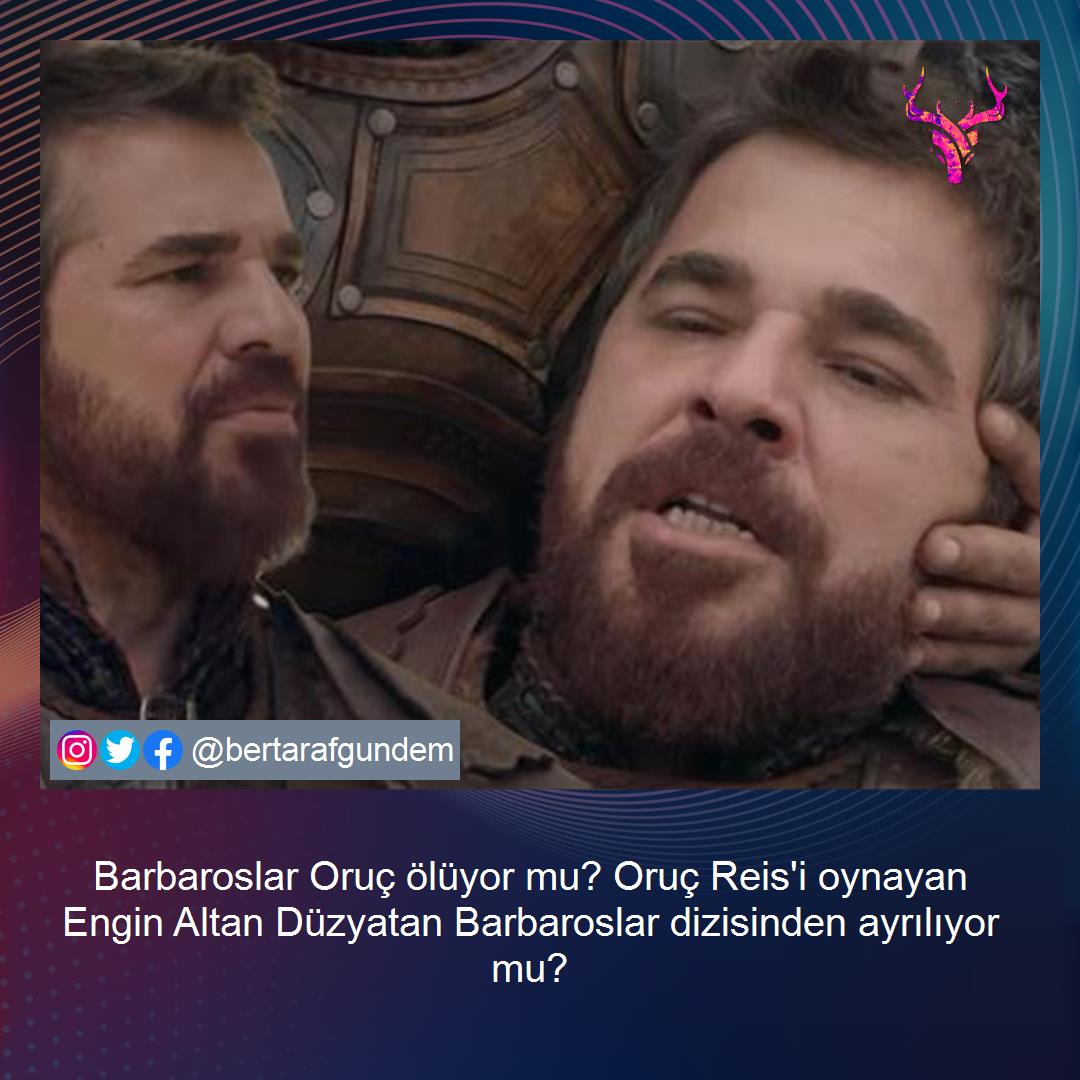 @bertarafgundem
Barbaroslar Oruç ölüyor mu? Oruç Reis'i oynayan
Engin Altan Düzyatan Barbaroslar dizisinden ayrılıyor
mu?